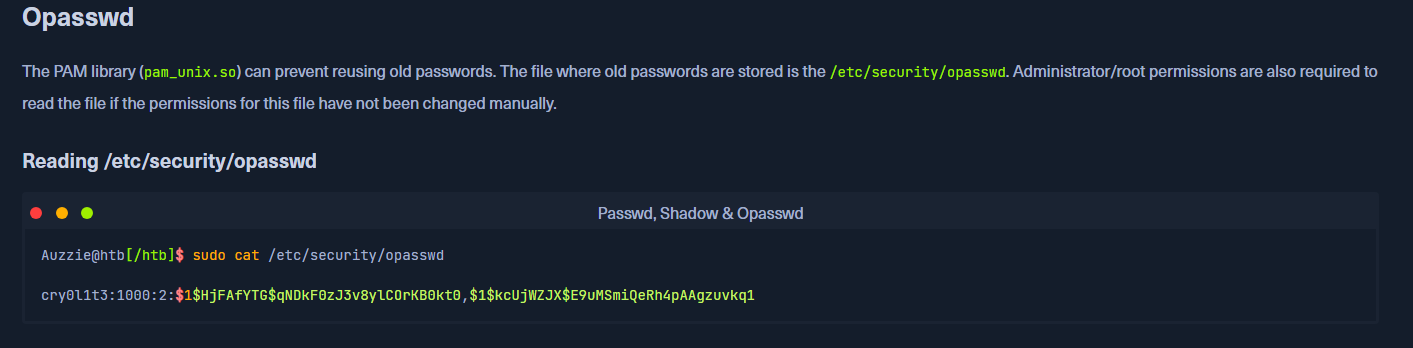 Opasswd
The PAM library (pam_unix.so) can prevent reusing old passwords. The file where old passwords are stored is the /etc/security/opasswd. Administrator/root permissions are also required to
read the file if the permissions for this file have not been changed manually.
Reading /etc/security/opasswd
Passwd, Shadow & Opasswd
Auzzie@htb[/htb]$ sudo cat /etc/security/opasswd
cry0l1t3:1000:2:$1$HjFAfYTG$qNDkF0zJ3v8ylCOrKB0kt0,$1$kcUjWZJX$E9uMSmiQeRh4pAAgzuvkq1